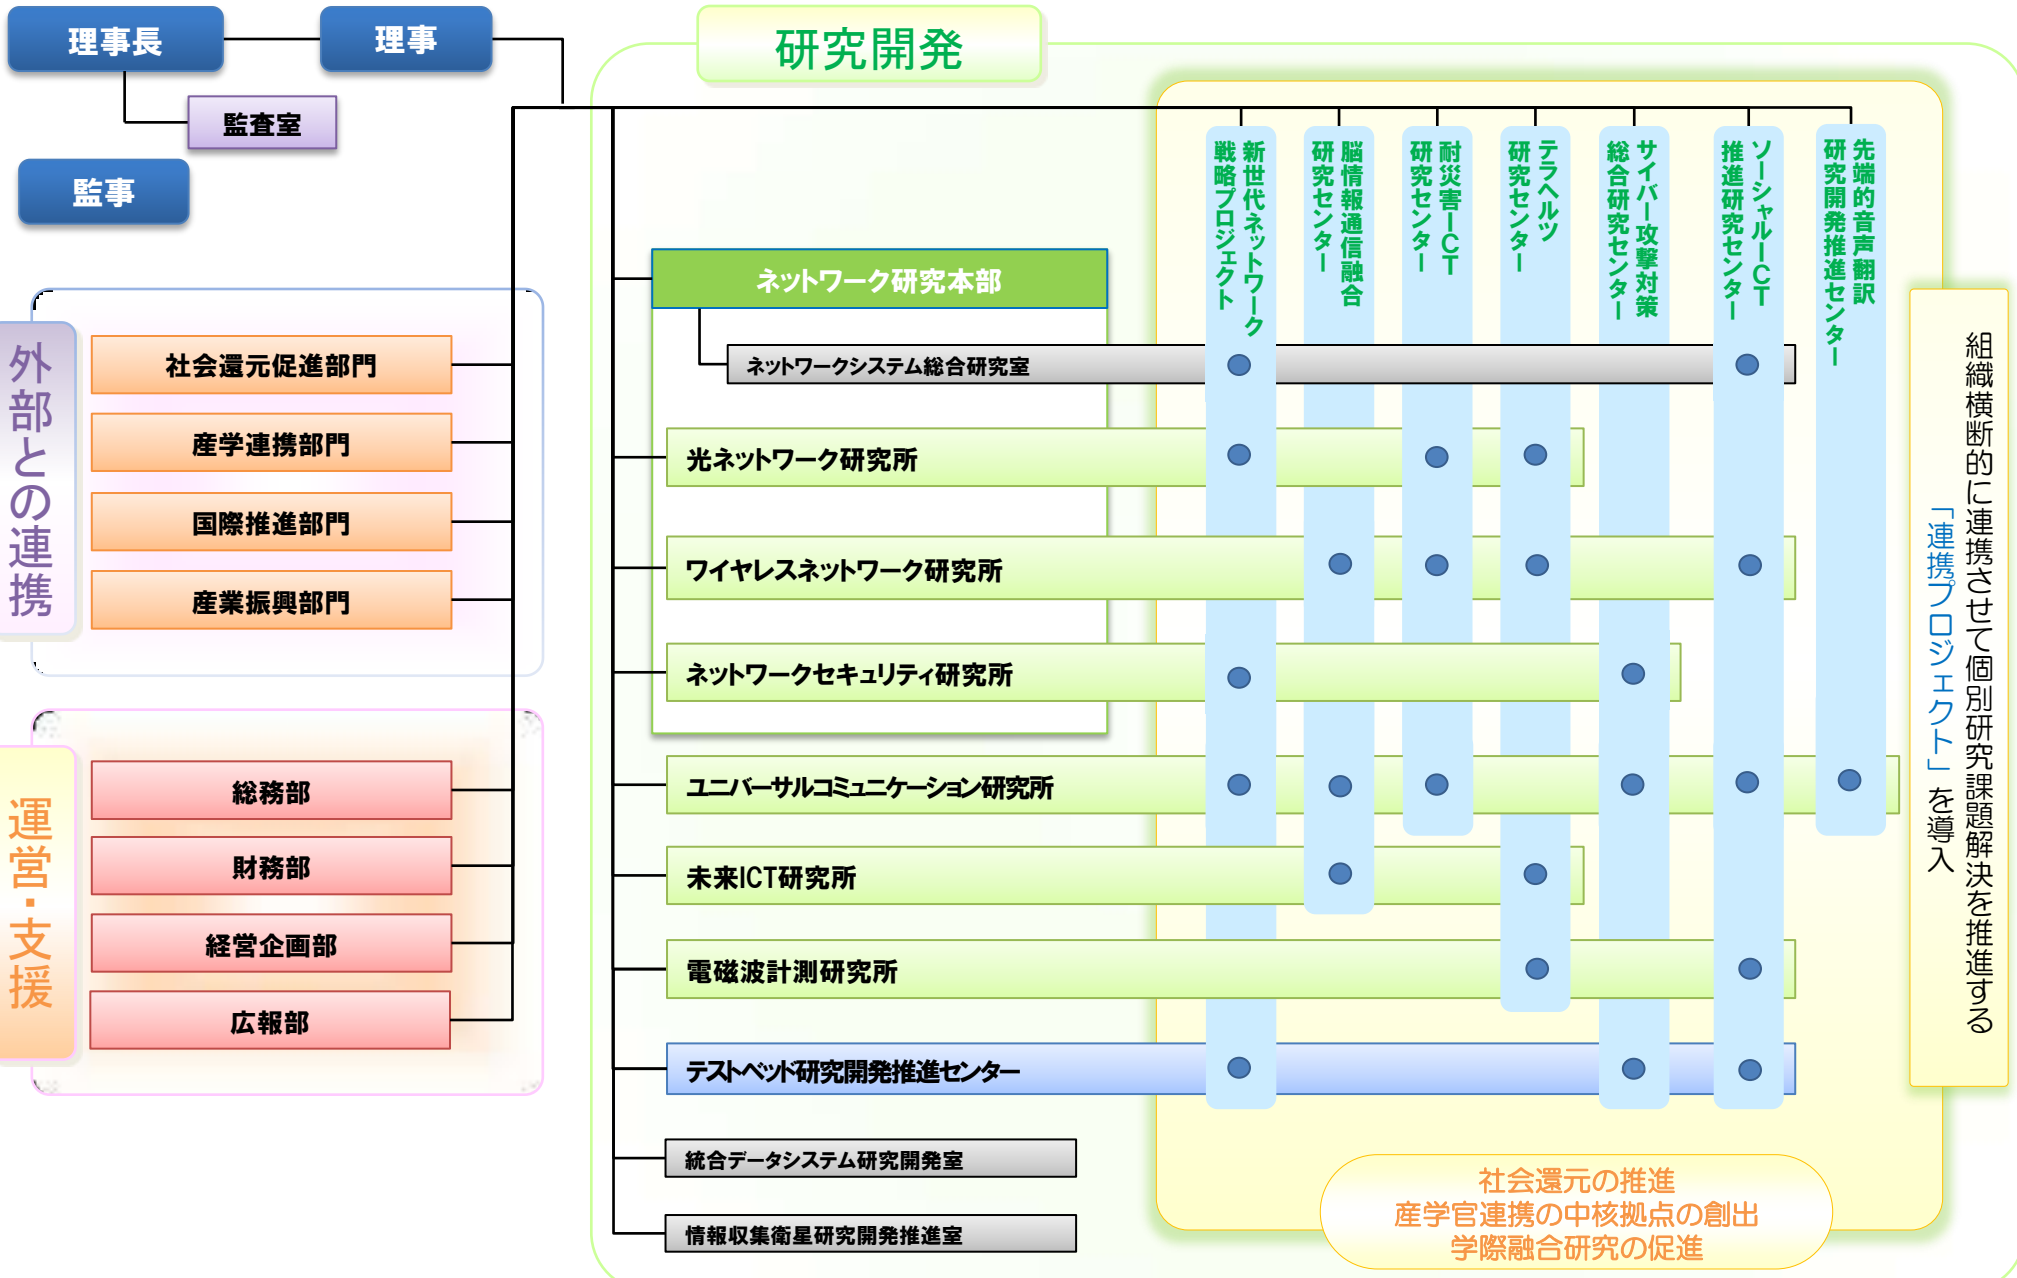 理事長
理事
監査室
監事
研究開発
外部との連携
社会還元促進部門
産学連携部門
国際推進部門
産業振興部門
運営・支援
総務部
財務部
経営企画部
広報部
新世代ネットワーク
戦略プロジェクト
脳情報通信融合
研究センター
耐災害ICT
研究センター
テラヘルツ
研究センター
サイバー攻撃対策
総合研究センター
ソーシャルICT
推進研究センター
先端的音声翻訳
研究開発推進センター
ネットワーク研究本部
ネットワークシステム総合研究室
光ネットワーク研究所
ワイヤレスネットワーク研究所
ネットワークセキュリティ研究所
ユニバーサルコミュニケーション研究所
未来ICT研究所
電磁波計測研究所
テストベッド研究開発推進センター
統合データシステム研究開発室
情報収集衛星研究開発推進室
組織横断的に連携させて個別研究課題解決を推進する
「連携プロジェクト」を導入
社会還元の推進
産学官連携の中核拠点の創出
学際融合研究の促進